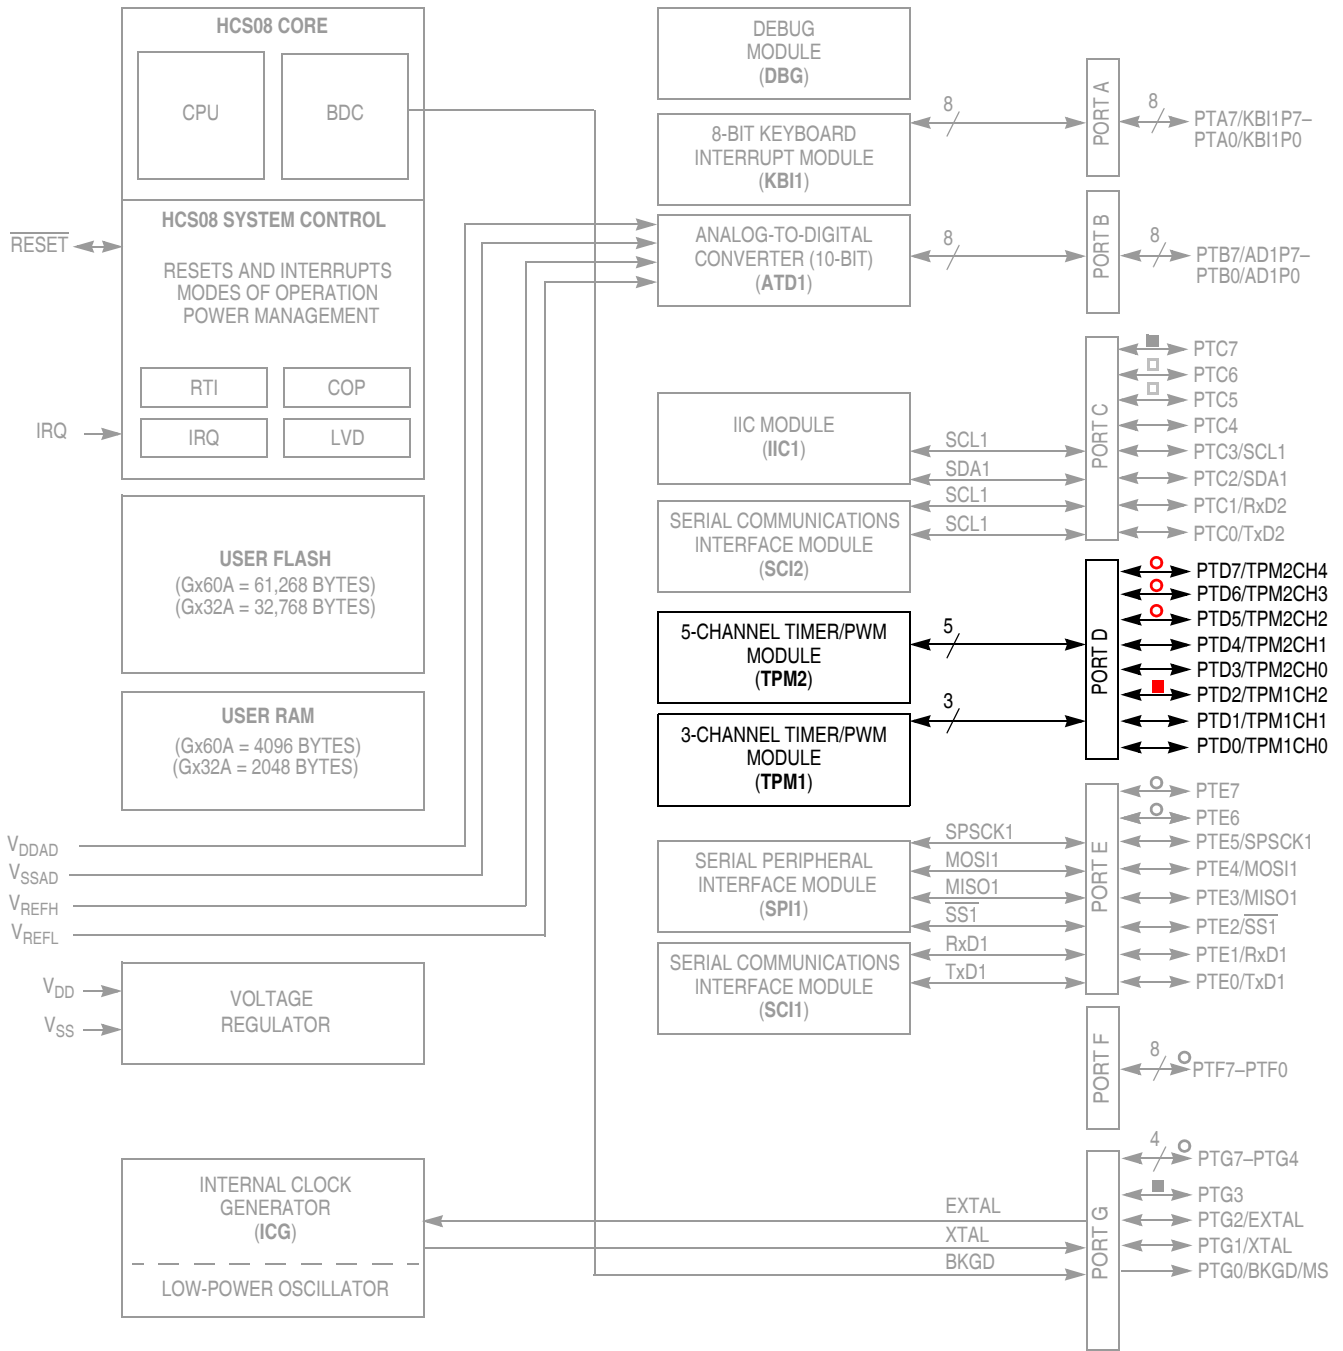 HCS08 CORE
CPU
BDC
HCS08 SYSTEM CONTROL
RESETS AND INTERRUPTS
MODES OF OPERATION
POWER MANAGEMENT
RTI
COP
IRQ
LVD
RESET
IRQ
USER FLASH
(Gx60A = 61,268 BYTES)
(Gx32A = 32,768 BYTES)
USER RAM
(Gx60A = 4096 BYTES)
(Gx32A = 2048 BYTES)
VDDAD
VSSAD
VREFH
VREFL
VDD
VSS
VOLTAGE
REGULATOR
INTERNAL CLOCK
GENERATOR
(ICG)
LOW-POWER OSCILLATOR
DEBUG
MODULE
(DBG)
8-BIT KEYBOARD
INTERRUPT MODULE
(KBI1)
8
ANALOG-TO-DIGITAL
CONVERTER (10-BIT)
(ATD1)
8
IIC MODULE
(IIC1)
SCL1
SDA1
SERIAL COMMUNICATIONS
INTERFACE MODULE
(SCI2)
SCL1
SCL1
5-CHANNEL TIMER/PWM
MODULE
(TPM2)
5
3-CHANNEL TIMER/PWM
MODULE
(TPM1)
3
SERIAL PERIPHERAL
INTERFACE MODULE
(SPI1)
SPSCK1
MOSI1
MISO1
SS1
SERIAL COMMUNICATIONS
INTERFACE MODULE
(SCI1)
RxD1
TxD1
EXTAL
XTAL
BKGD
PORT A
8
PTA7/KBI1P7–
PTA0/KBI1P0
PORT B
8
PTB7/AD1P7–
PTB0/AD1P0
PORT C
PTC7
PTC6
PTC5
PTC4
PTC3/SCL1
PTC2/SDA1
PTC1/RxD2
PTC0/TxD2
PORT D
PTD7/TPM2CH4
PTD6/TPM2CH3
PTD5/TPM2CH2
PTD4/TPM2CH1
PTD3/TPM2CH0
PTD2/TPM1CH2
PTD1/TPM1CH1
PTD0/TPM1CH0
PORT E
PTE7
PTE6
PTE5/SPSCK1
PTE4/MOSI1
PTE3/MISO1
PTE2/SS1
PTE1/RxD1
PTE0/TxD1
PORT F
8
PTF7–PTF0
PORT G
4
PTG7–PTG4
PTG3
PTG2/EXTAL
PTG1/XTAL
PTG0/BKGD/MS